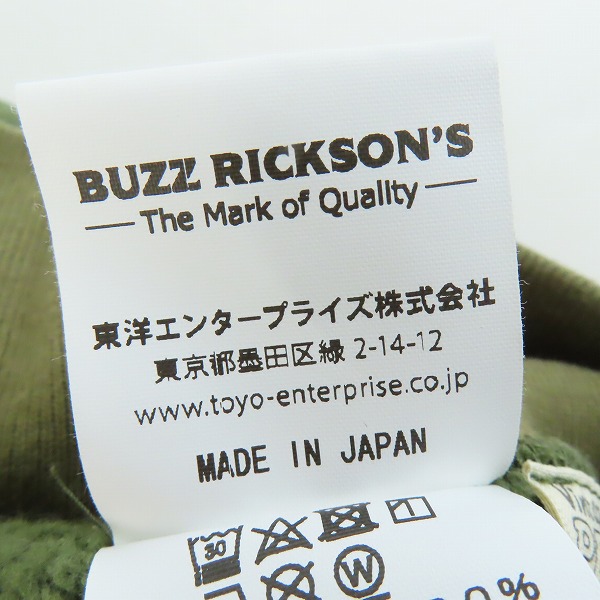 BUZZ RICKSON'S
The Mark of Quality
東洋エンタープライズ株式会社
東京都墨田区緑 2-14-12
www.toyo-enterprise.co.jp
MADE IN JAPAN
30
W